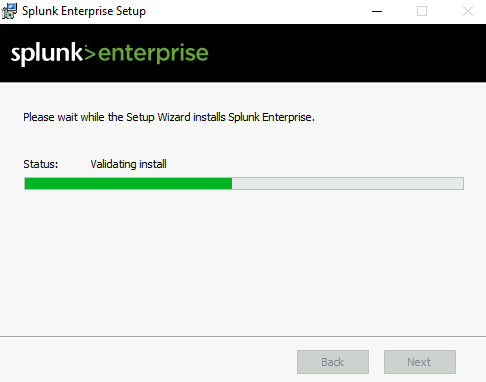 Splunk Enterprise Setup
splunk>enterprise
Please wait while the Setup Wizard installs Splunk Enterprise.
Status: Validating install
Back Next